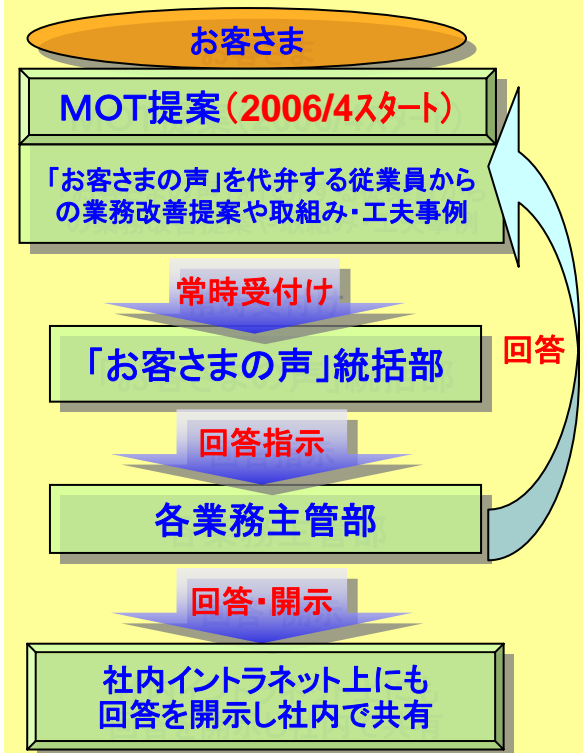 お客さま
MOT提案(2006/4スタート)
「お客さまの声」を代弁する従業員から
の業務改善提案や取組み・工夫事例
常時受付け
「お客さまの声」統括部
回答
回答指示
各業務主管部
回答・開示
社内イントラネット上にも
回答を開示し社内で共有